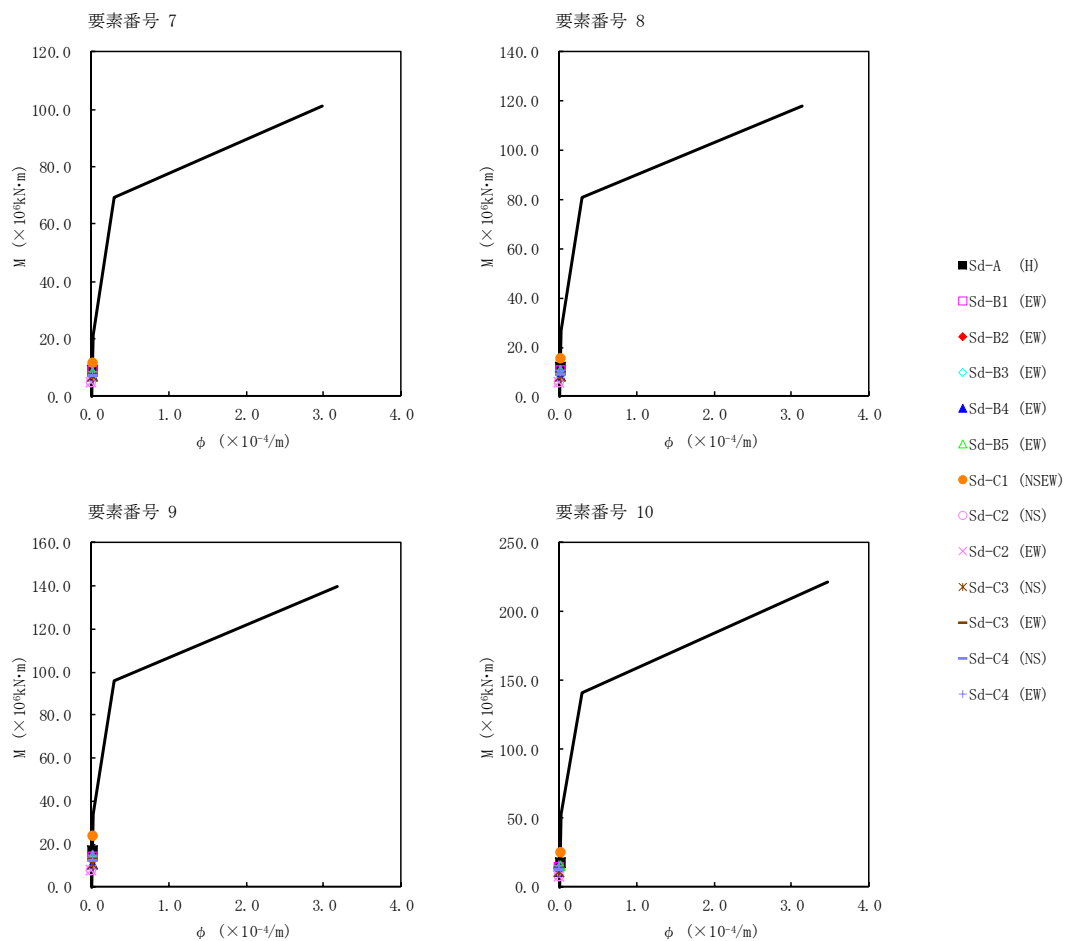 要素番号 7
120.0
100.0
80.0
60.0
40.0
20.0
0.0
M (×10⁶kN・m)
0.0 1.0 2.0 3.0 4.0
φ (×10⁻⁴/m)
要素番号 8
140.0
120.0
100.0
80.0
60.0
40.0
20.0
0.0
M (×10⁶kN・m)
0.0 1.0 2.0 3.0 4.0
φ (×10⁻⁴/m)
Sd-A (H)
Sd-B1 (EW)
Sd-B2 (EW)
Sd-B3 (EW)
Sd-B4 (EW)
Sd-B5 (EW)
Sd-C1 (NSEW)
Sd-C2 (NS)
Sd-C2 (EW)
Sd-C3 (NS)
Sd-C3 (EW)
Sd-C4 (NS)
Sd-C4 (EW)
要素番号 9
160.0
140.0
120.0
100.0
80.0
60.0
40.0
20.0
0.0
M (×10⁶kN・m)
0.0 1.0 2.0 3.0 4.0
φ (×10⁻⁴/m)
要素番号 10
250.0
200.0
150.0
100.0
50.0
0.0
M (×10⁶kN・m)
0.0 1.0 2.0 3.0 4.0
φ (×10⁻⁴/m)